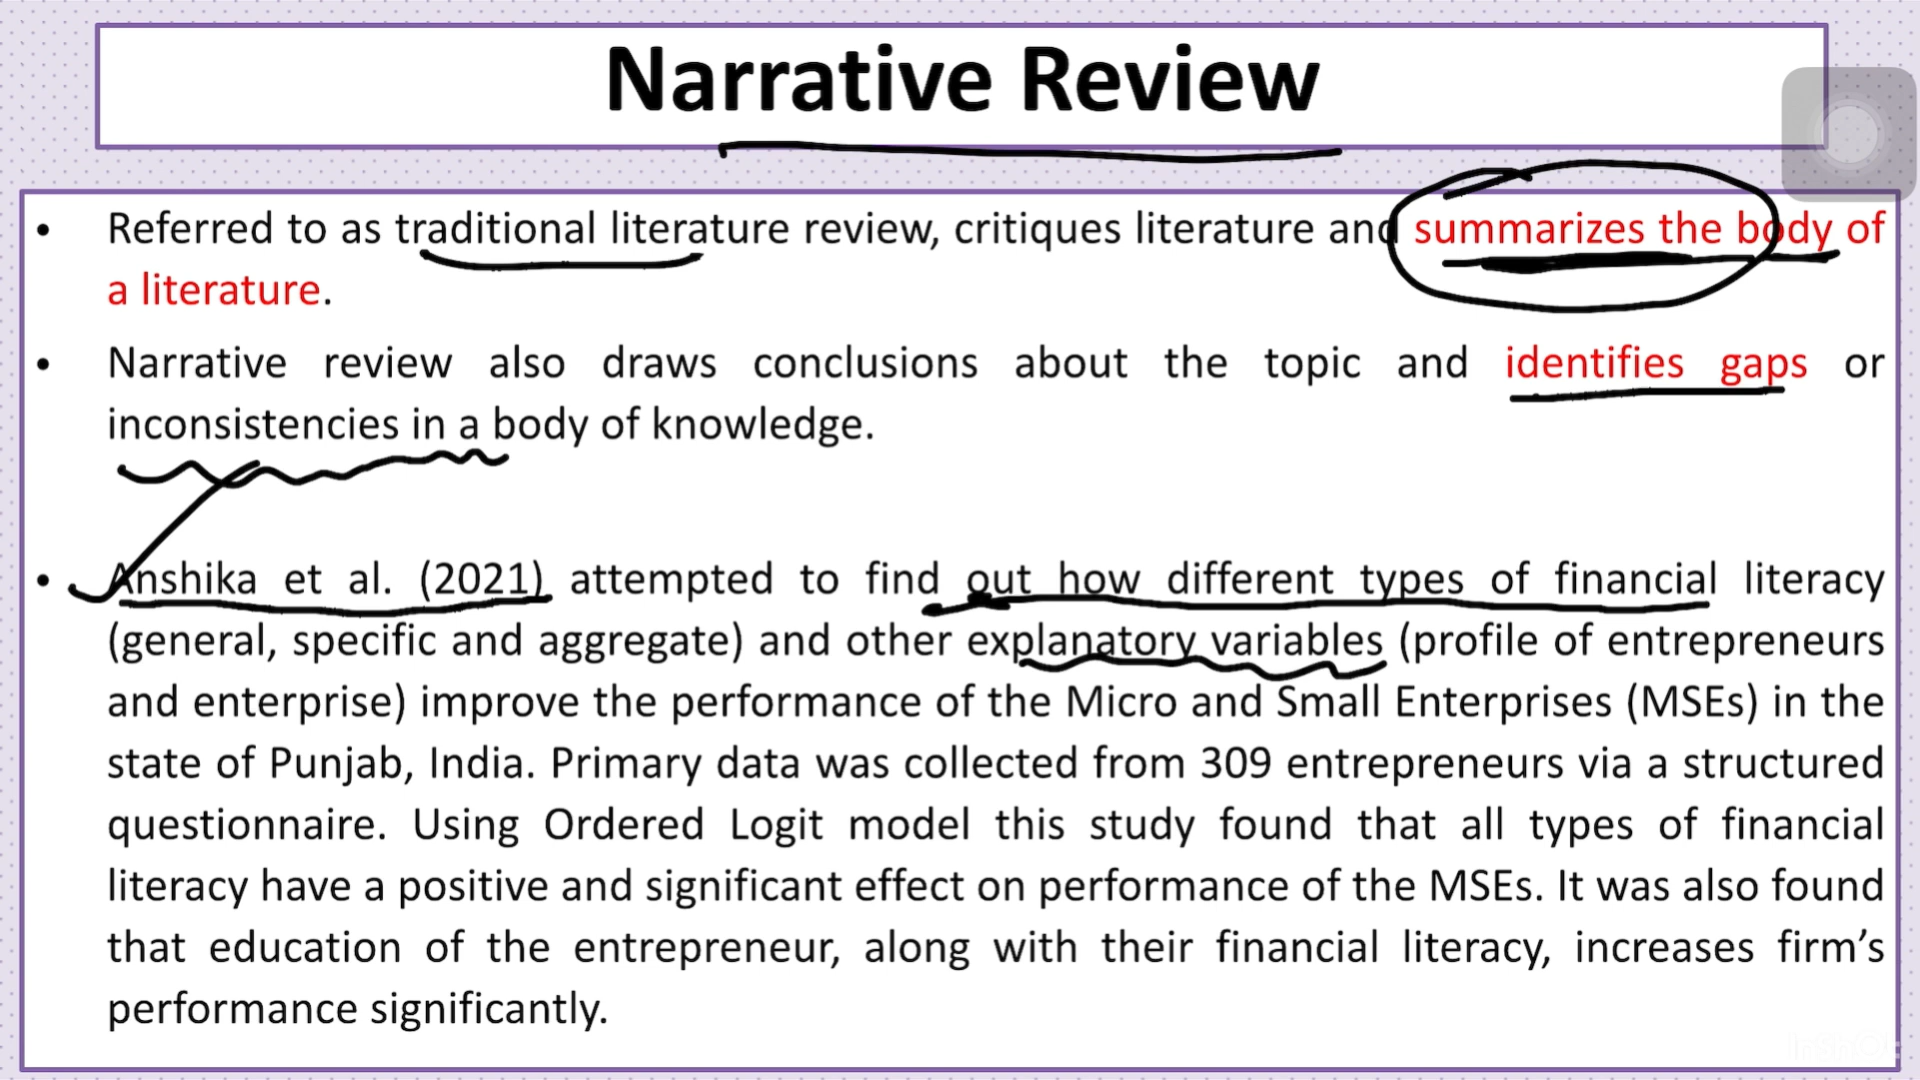 Narrative Review
• Referred to as traditional literature review, critiques literature and summarizes the body of
a literature.
• Narrative review also draws conclusions about the topic and identifies gaps or
inconsistencies in a body of knowledge.
• Anshika et al. (2021) attempted to find out how different types of financial literacy
(general, specific and aggregate) and other explanatory variables (profile of entrepreneurs
and enterprise) improve the performance of the Micro and Small Enterprises (MSEs) in the
state of Punjab, India. Primary data was collected from 309 entrepreneurs via a structured
questionnaire. Using Ordered Logit model this study found that all types of financial
literacy have a positive and significant effect on performance of the MSEs. It was also found
that education of the entrepreneur, along with their financial literacy, increases firm’s
performance significantly.